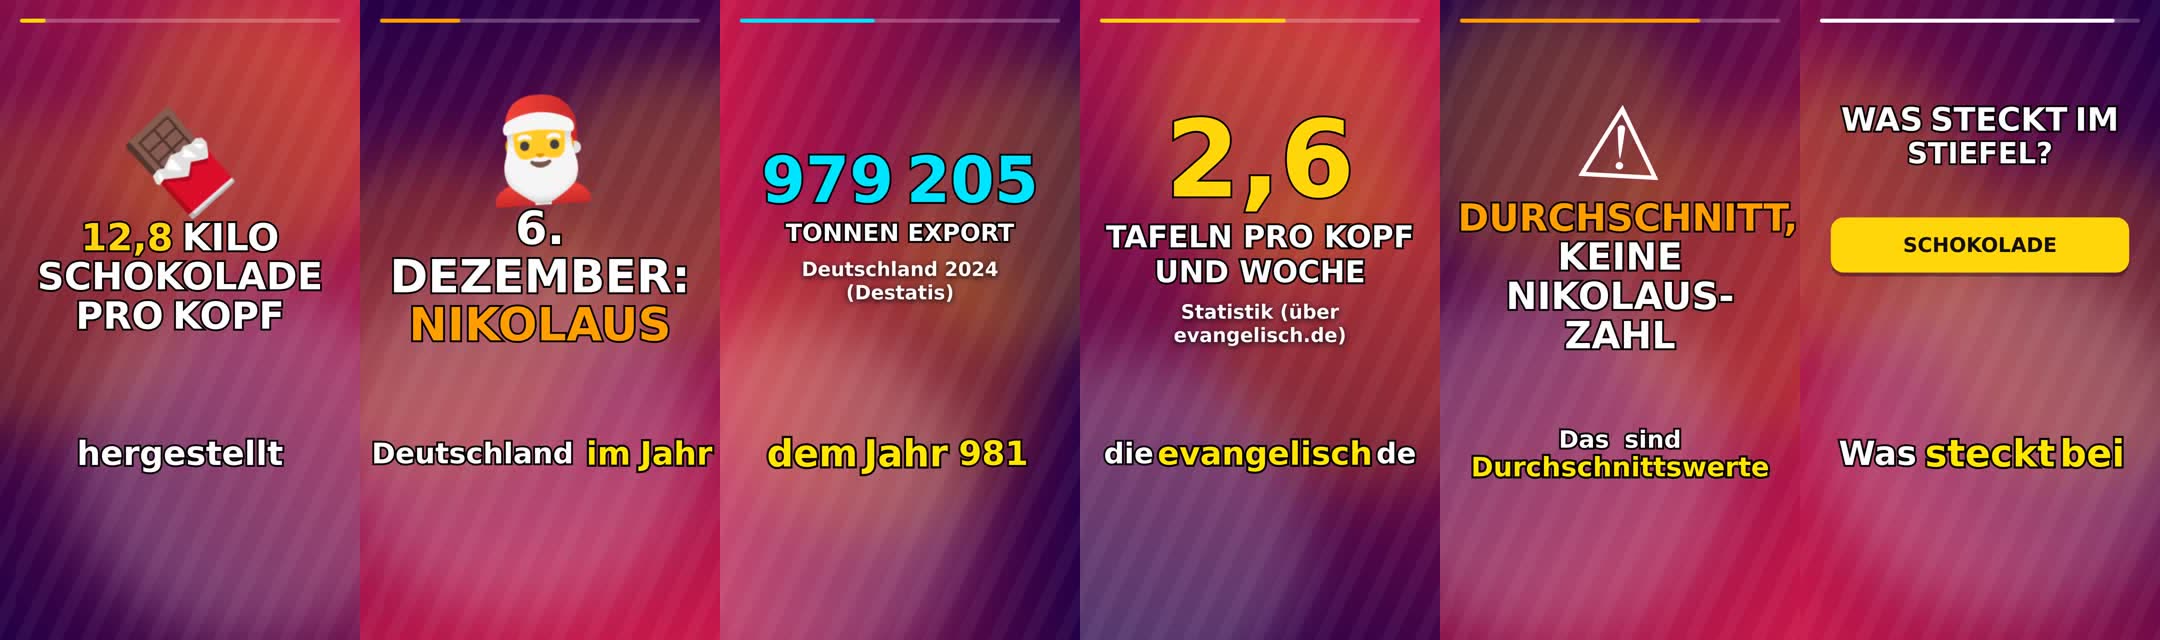 12,8 KILO
SCHOKOLADE
PRO KOPF
hergestellt
6.
DEZEMBER:
NIKOLAUS
Deutschland im Jahr
979 205
TONNEN EXPORT
Deutschland 2024
(Destatis)
dem Jahr 981
2,6
TAFELN PRO KOPF
UND WOCHE
Statistik (über
evangelisch.de)
die evangelisch de
DURCHSCHNITT,
KEINE
NIKOLAUS-
ZAHL
Das sind
Durchschnittswerte
WAS STECKT IM
STIEFEL?
SCHOKOLADE
Was steckt bei